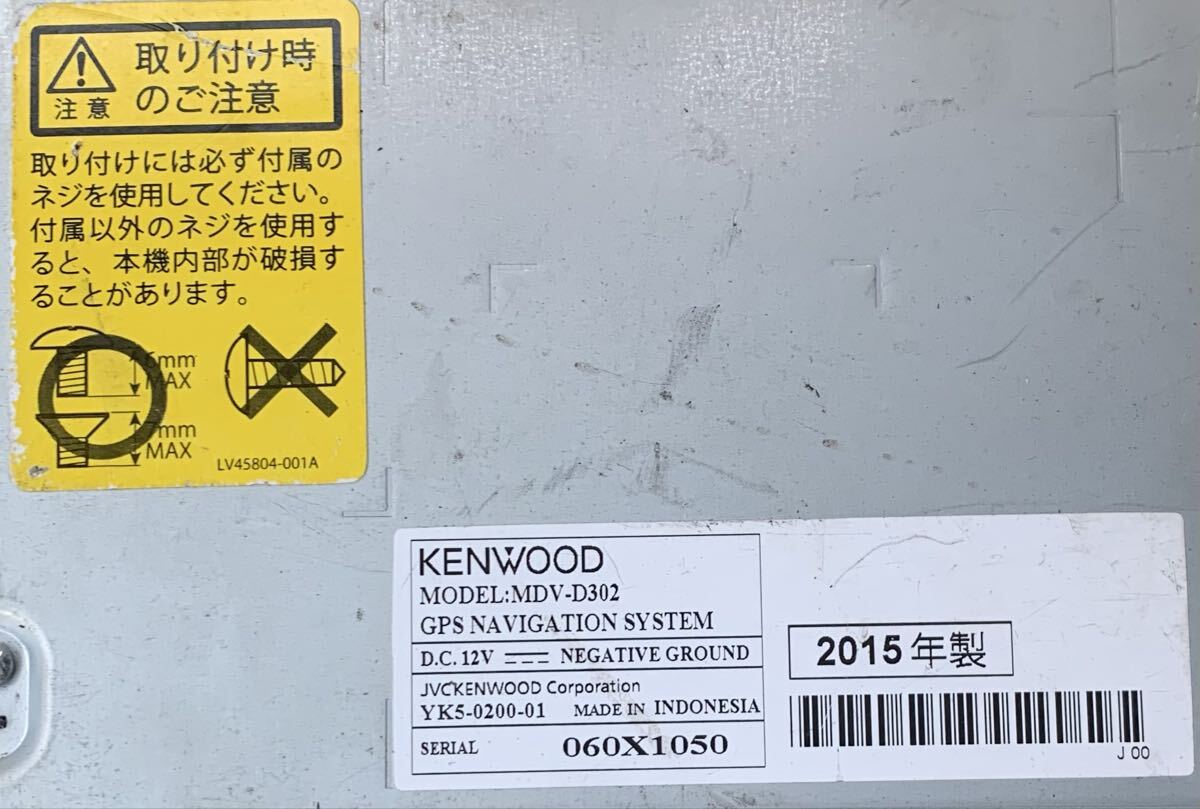 取り付け時
のご注意
注意
取り付けには必ず付属の
ネジを使用してください。
付属以外のネジを使用す
ると、本機内部が破損す
ることがあります。
6mm
MAX
7mm
MAX
LV45804-001A
KENWOOD
MODEL:MDV-D302
GPS NAVIGATION SYSTEM
D.C. 12V NEGATIVE GROUND
JVCKENWOOD Corporation
YK5-0200-01 MADE IN INDONESIA
SERIAL 060X1050
2015年製
J 00